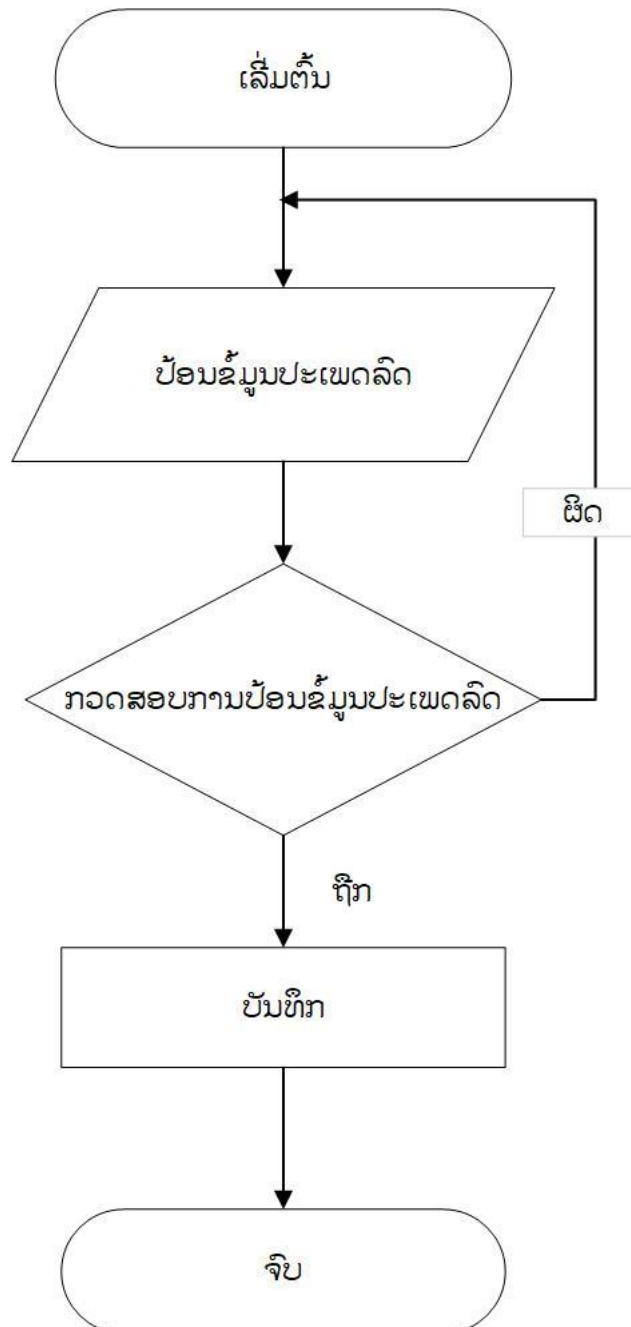 ເລີ່ມຕົ້ນ
ປ້ອນຂໍ້ມູນປະເພດລົດ
ຜິດ
ກວດສອບການປ້ອນຂໍ້ມູນປະເພດລົດ
ຖືກ
ບັນທຶກ
ຈົບ